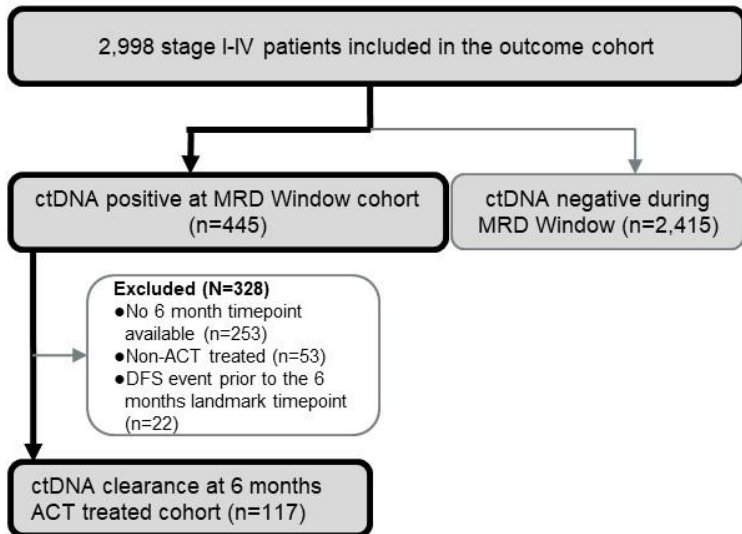 2,998 stage I-IV patients included in the outcome cohort
ctDNA positive at MRD Window cohort
(n=445)
ctDNA negative during
MRD Window (n=2,415)
Excluded (N=328)
●No 6 month timepoint
available (n=253)
●Non-ACT treated (n=53)
●DFS event prior to the 6
months landmark timepoint
(n=22)
ctDNA clearance at 6 months
ACT treated cohort (n=117)